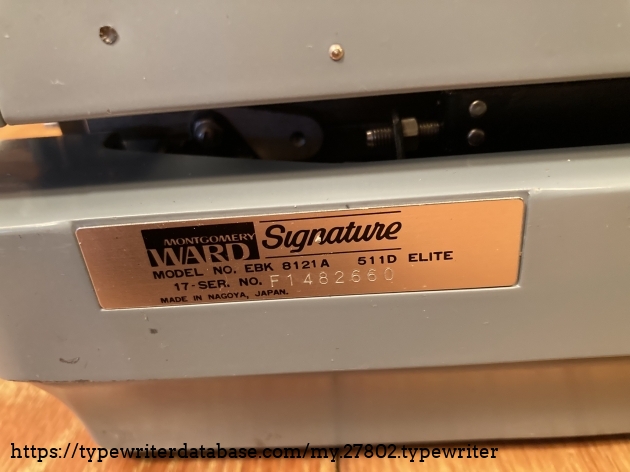 MONTGOMERY
WARD Signature
MODEL NO. EBK 8121A 511D ELITE
17-SER. NO. F1482660
MADE IN NAGOYA, JAPAN.
https://typewriterdatabase.com/my.27802.typewriter